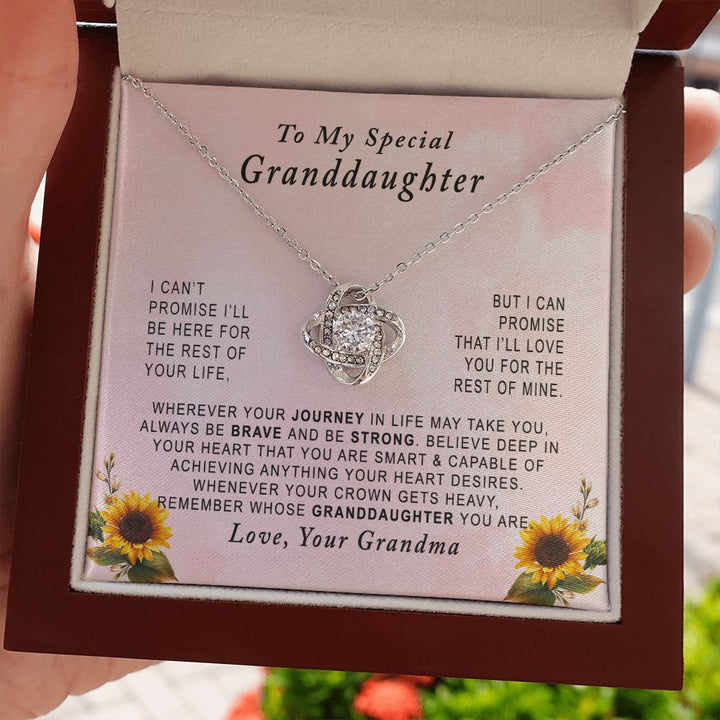 To My Special
Granddaughter
I CAN'T
PROMISE I'LL
BE HERE FOR
THE REST OF
YOUR LIFE,
BUT I CAN
PROMISE
THAT I'LL LOVE
YOU FOR THE
REST OF MINE.
WHEREVER YOUR JOURNEY IN LIFE MAY TAKE YOU,
ALWAYS BE BRAVE AND BE STRONG. BELIEVE DEEP IN
YOUR HEART THAT YOU ARE SMART & CAPABLE OF
ACHIEVING ANYTHING YOUR HEART DESIRES.
WHENEVER YOUR CROWN GETS HEAVY,
REMEMBER WHOSE GRANDDAUGHTER YOU ARE.
Love, Your Grandma